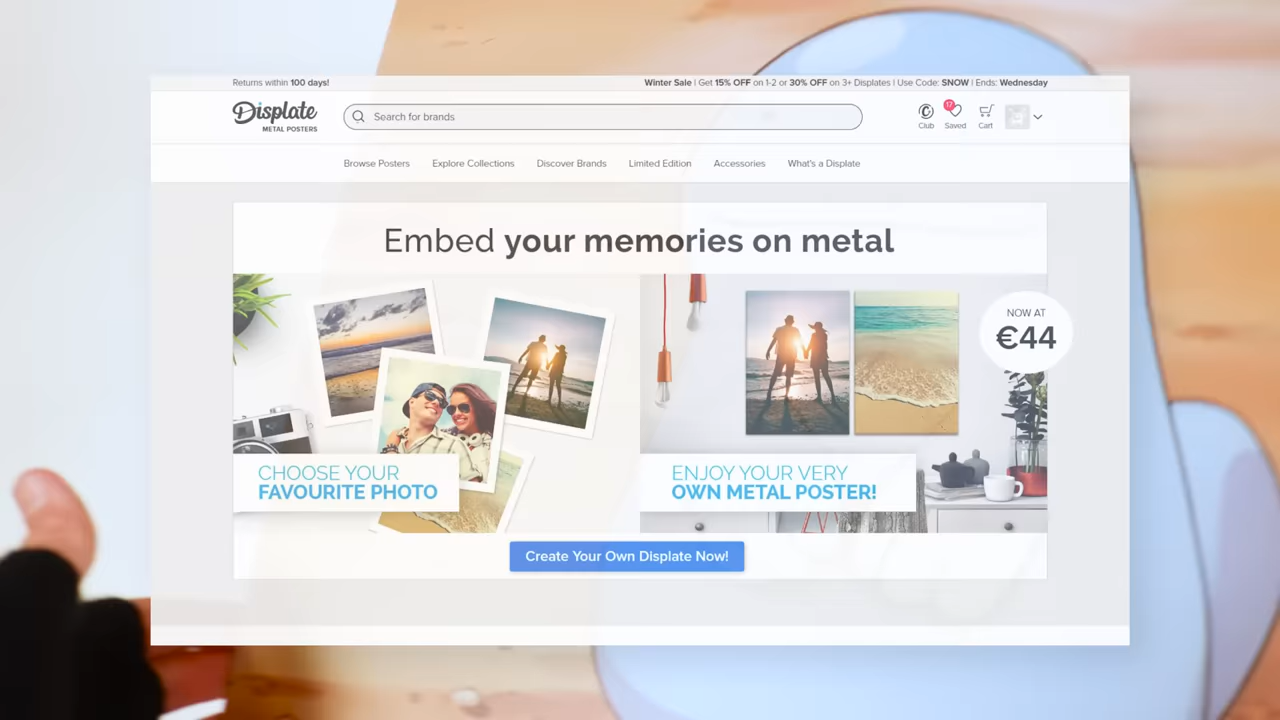 Returns within 100 days!
Winter Sale | Get 15% OFF on 1-2 or 30% OFF on 3+ Displates | Use Code: SNOW | Ends: Wednesday
Displate
METAL POSTERS
Search for brands
17
Club
Saved
Cart
Browse Posters
Explore Collections
Discover Brands
Limited Edition
Accessories
What's a Displate
Embed your memories on metal
NOW AT
€44
CHOOSE YOUR
FAVOURITE PHOTO
ENJOY YOUR VERY
OWN METAL POSTER!
Create Your Own Displate Now!